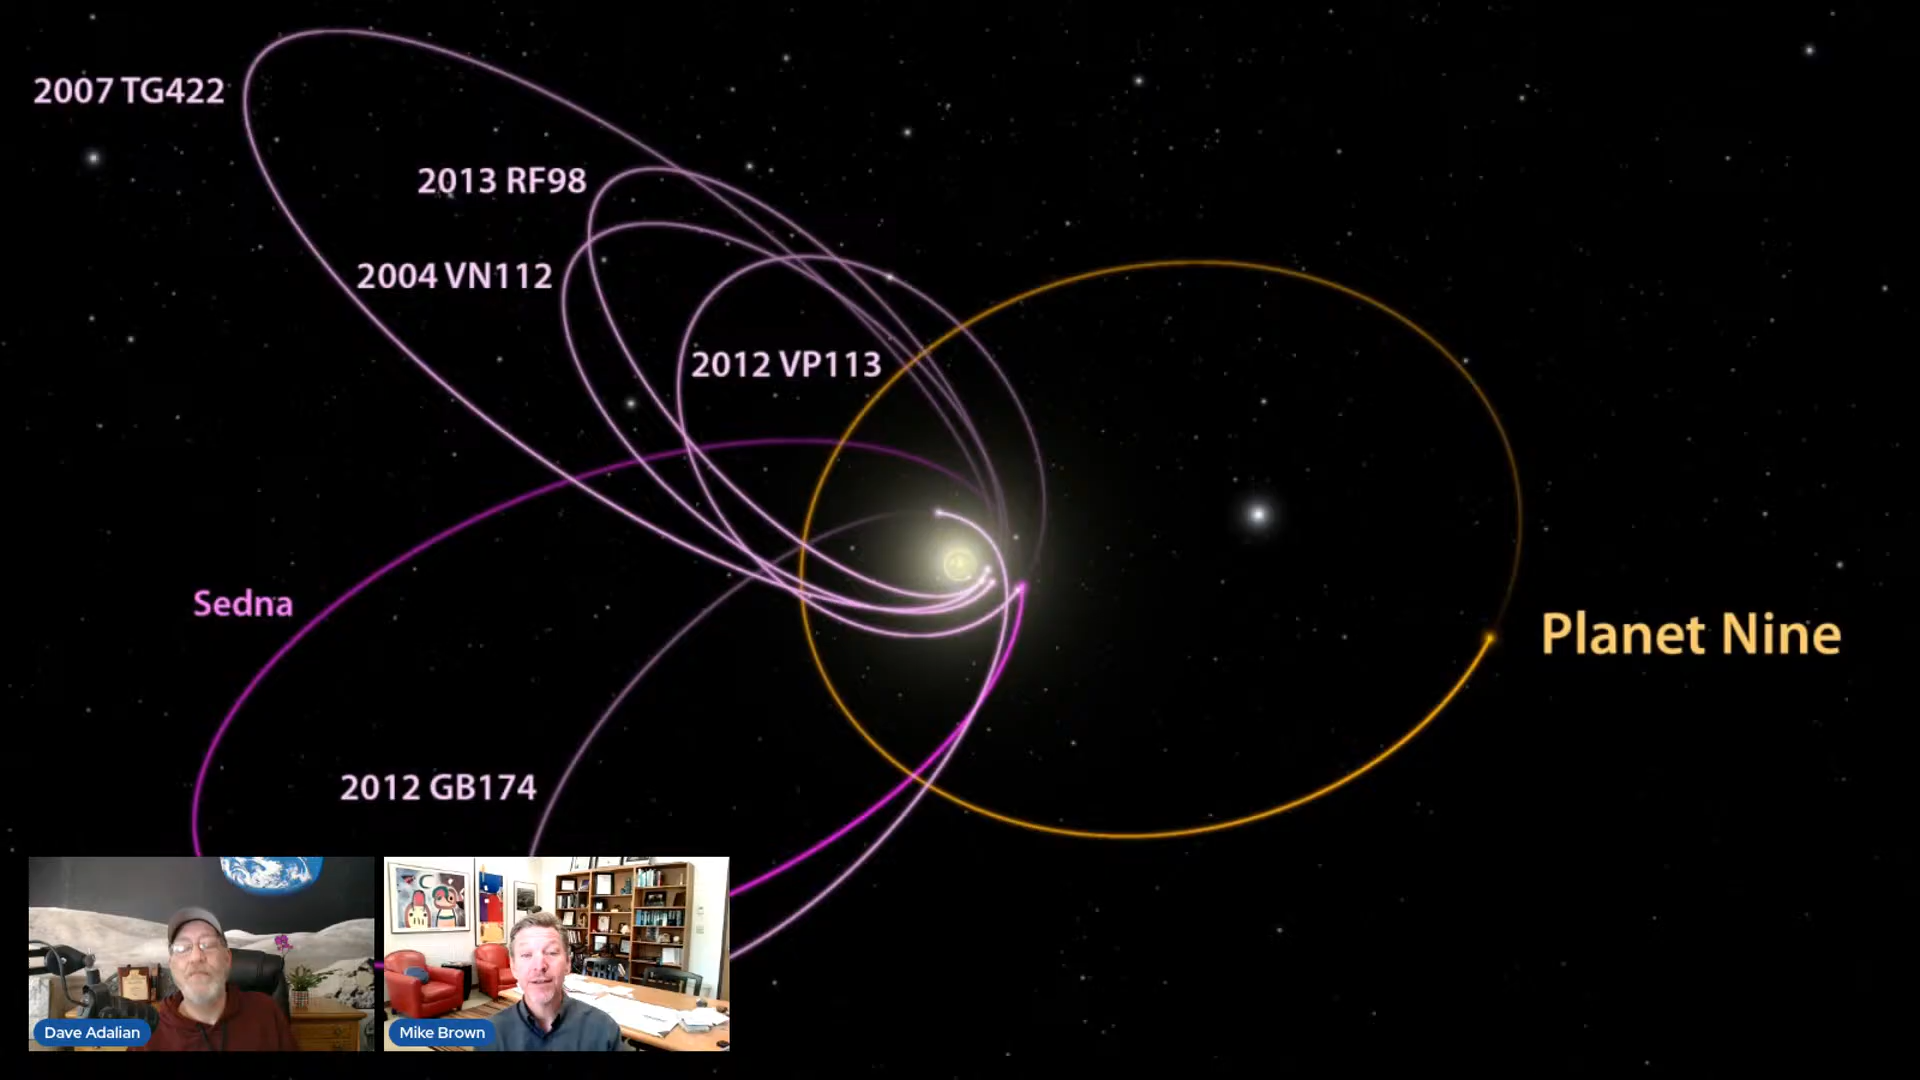 2007 TG422
2013 RF98
2004 VN112
2012 VP113
Sedna
Planet Nine
2012 GB174
Dave Adalian
Mike Brown